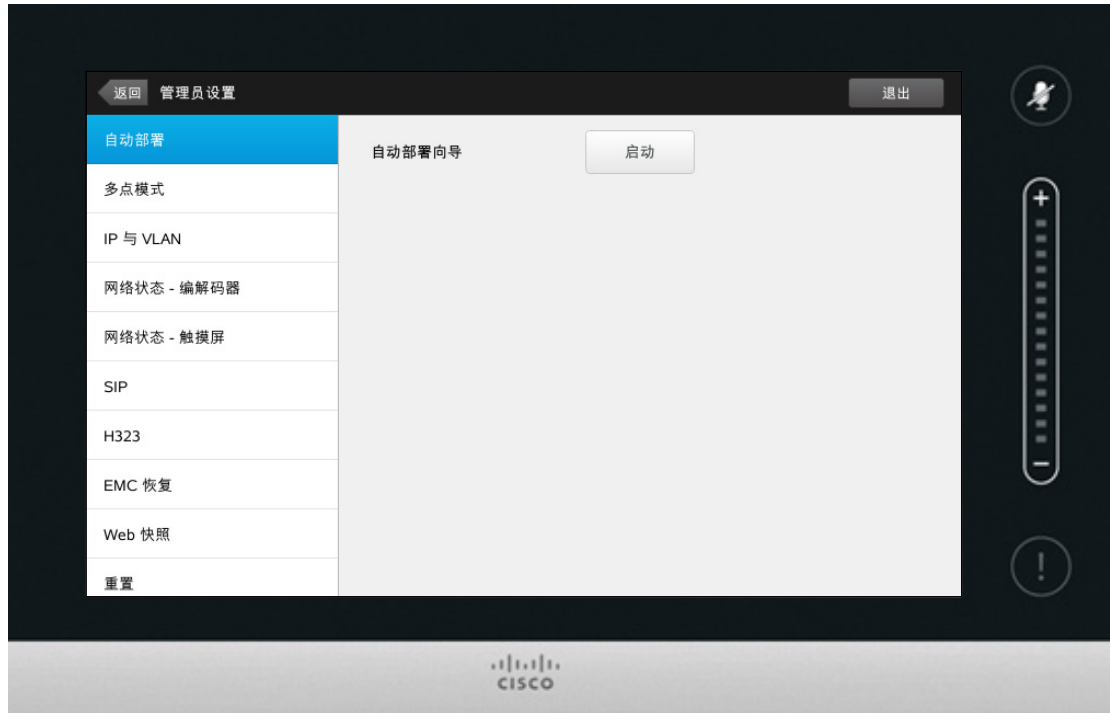 返回 管理员设置 退出
自动部署
自动部署向导 启动
多点模式
IP 与 VLAN
网络状态 - 编解码器
网络状态 - 触摸屏
SIP
H323
EMC 恢复
Web 快照
重置
+
−
!
CISCO